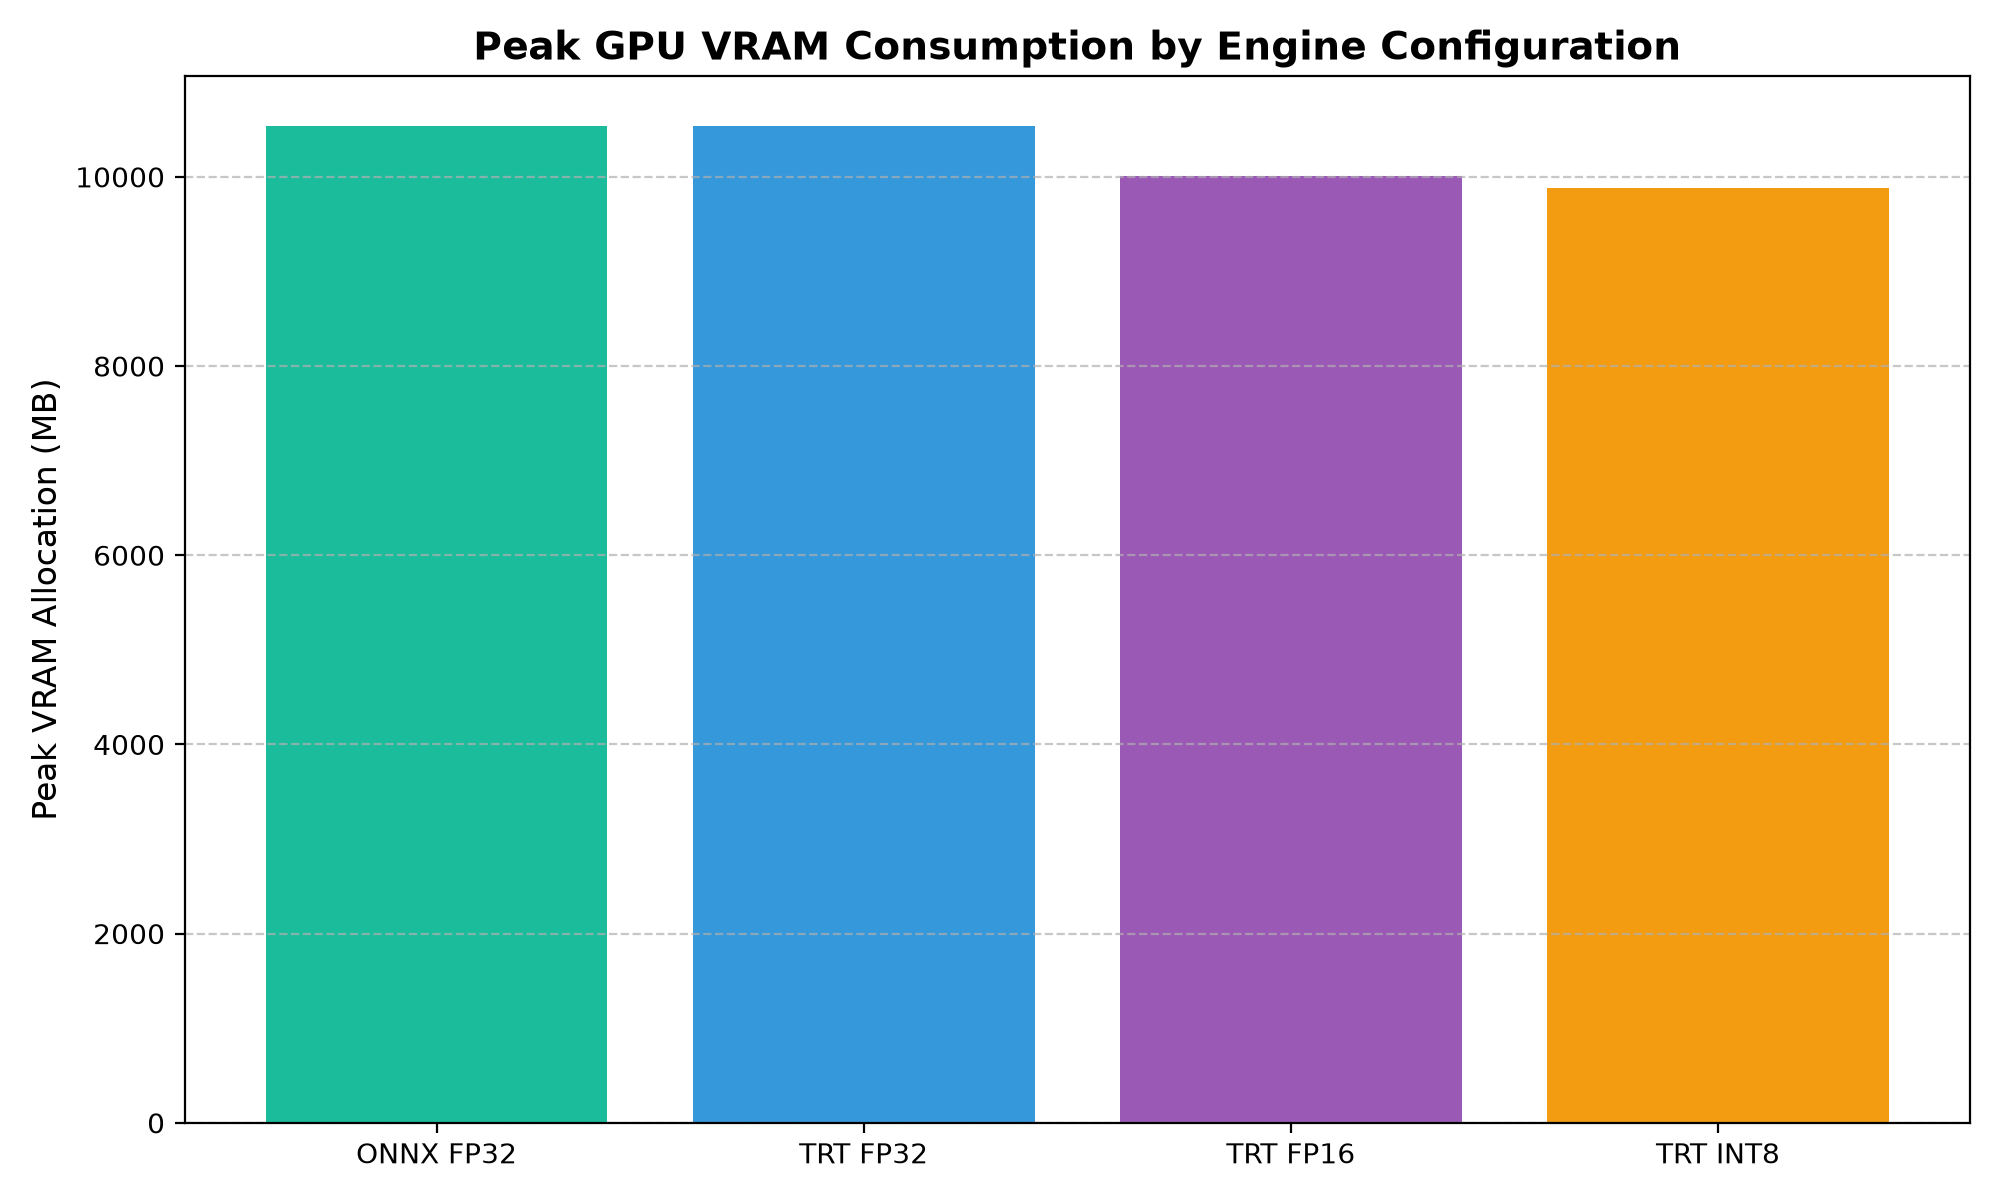 Peak GPU VRAM Consumption by Engine Configuration
Peak VRAM Allocation (MB)
10000
8000
6000
4000
2000
0
ONNX FP32
TRT FP32
TRT FP16
TRT INT8